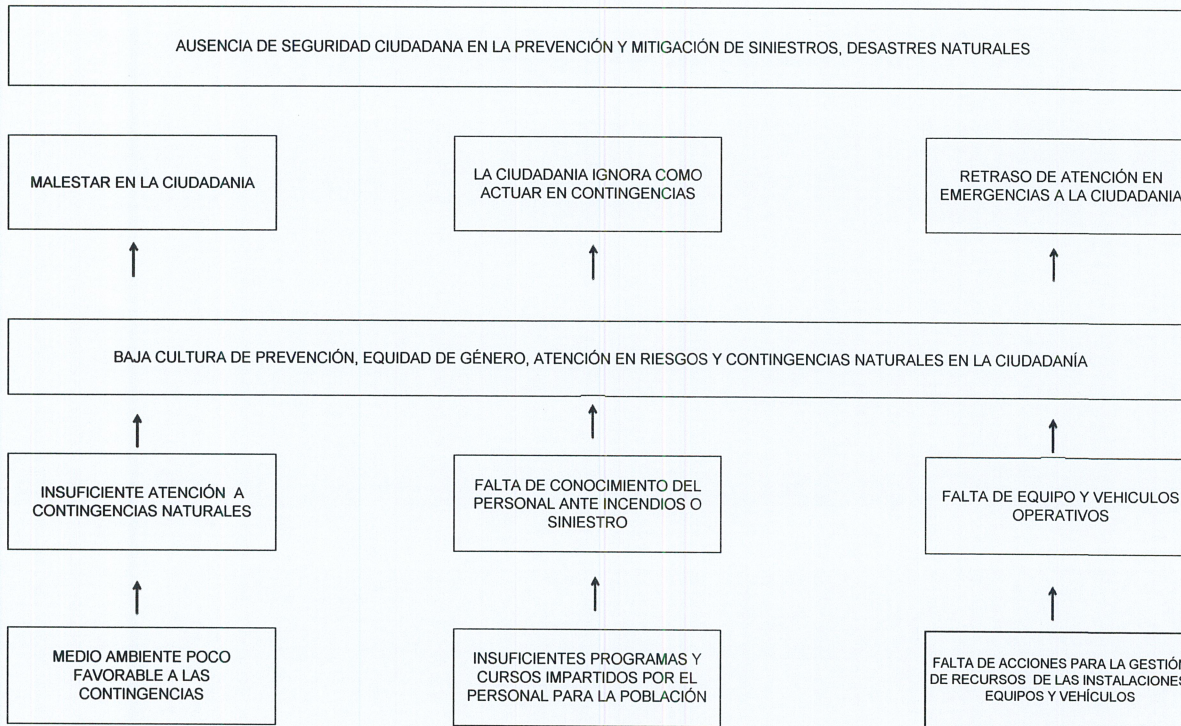 AUSENCIA DE SEGURIDAD CIUDADANA EN LA PREVENCIÓN Y MITIGACIÓN DE SINIESTROS, DESASTRES NATURALES
MALESTAR EN LA CIUDADANIA
LA CIUDADANIA IGNORA COMO
ACTUAR EN CONTINGENCIAS
RETRASO DE ATENCIÓN EN
EMERGENCIAS A LA CIUDADANIA
BAJA CULTURA DE PREVENCIÓN, EQUIDAD DE GÉNERO, ATENCIÓN EN RIESGOS Y CONTINGENCIAS NATURALES EN LA CIUDADANÍA
INSUFICIENTE ATENCIÓN A
CONTINGENCIAS NATURALES
FALTA DE CONOCIMIENTO DEL
PERSONAL ANTE INCENDIOS O
SINIESTRO
FALTA DE EQUIPO Y VEHICULOS
OPERATIVOS
MEDIO AMBIENTE POCO
FAVORABLE A LAS
CONTINGENCIAS
INSUFICIENTES PROGRAMAS Y
CURSOS IMPARTIDOS POR EL
PERSONAL PARA LA POBLACIÓN
FALTA DE ACCIONES PARA LA GESTIÓN
DE RECURSOS DE LAS INSTALACIONES
EQUIPOS Y VEHÍCULOS